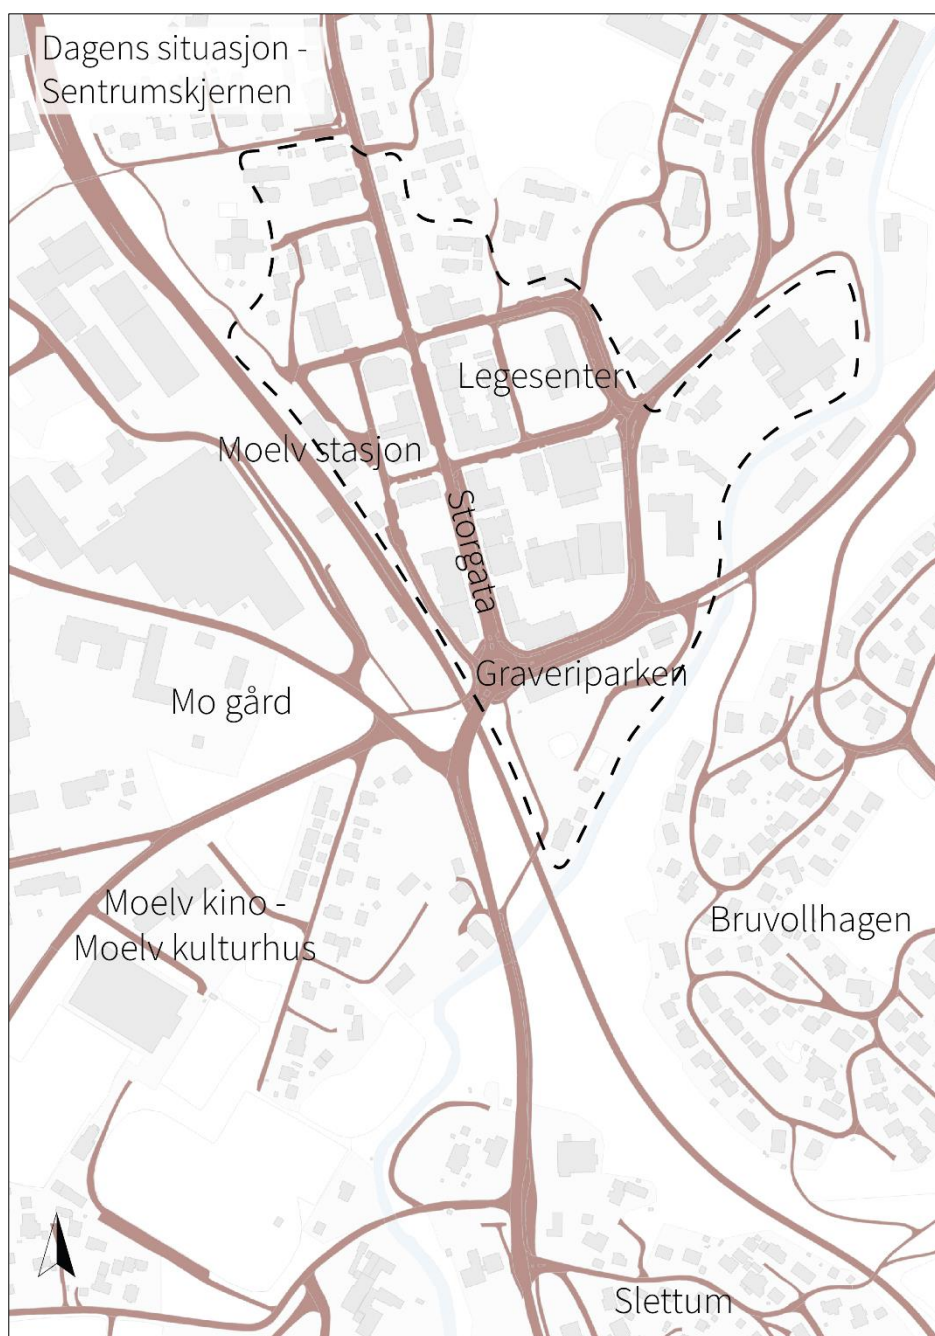 Dagens situasjon -
Sentrumskjernen
Legesenter
Moelv stasjon
Storgata
Graveriparken
Mo gård
Moelv kino -
Moelv kulturhus
Bruvollhagen
Slettum